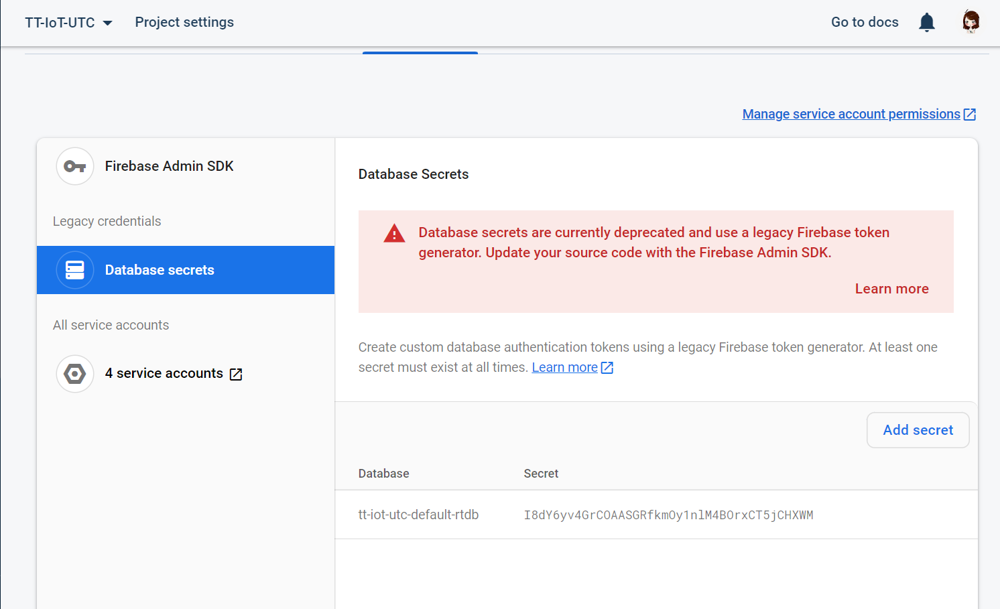 TT-IoT-UTC
Project settings
Go to docs
Manage service account permissions
Firebase Admin SDK
Legacy credentials
Database secrets
All service accounts
4 service accounts
Database Secrets
Database secrets are currently deprecated and use a legacy Firebase token
generator. Update your source code with the Firebase Admin SDK.
Learn more
Create custom database authentication tokens using a legacy Firebase token generator. At least one
secret must exist at all times. Learn more
Add secret
Database Secret
tt-iot-utc-default-rtdb I8dY6yv4GrCOAASGRfkmOy1nlM4BOrxCT5jCHXWM